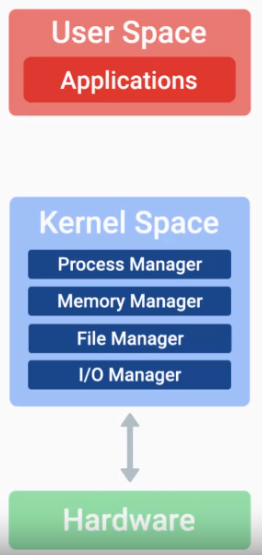 User Space
Applications
Kernel Space
Process Manager
Memory Manager
File Manager
I/O Manager
Hardware